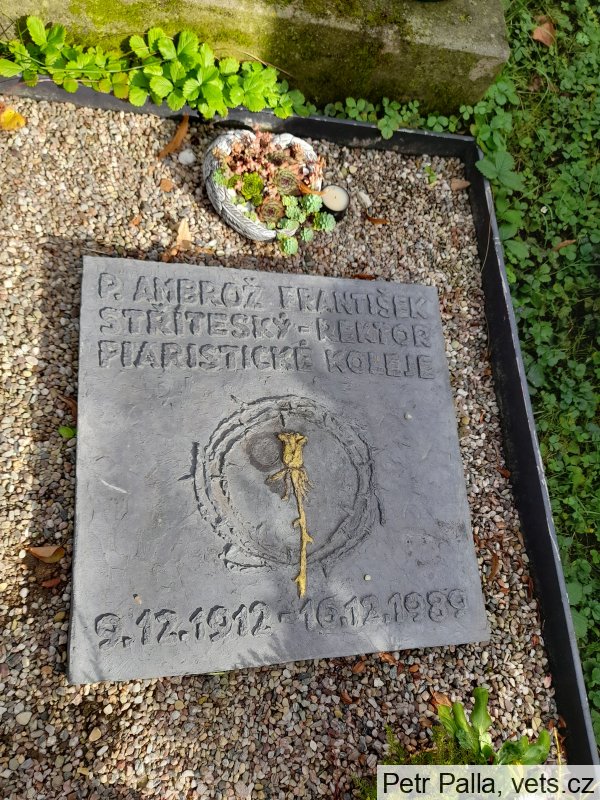 P. AMBROŽ FRANTIŠEK
STŘÍTESKÝ - REKTOR
PIARISTICKÉ KOLEJE
9.12.1912 - 16.12.1989
Petr Palla, vets.cz